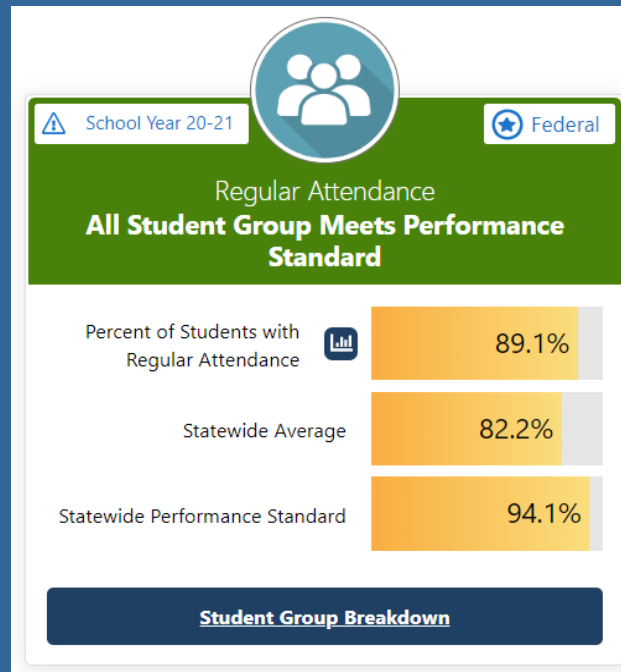 School Year 20-21
Federal
Regular Attendance
All Student Group Meets Performance
Standard
Percent of Students with
Regular Attendance
89.1%
Statewide Average
82.2%
Statewide Performance Standard
94.1%
Student Group Breakdown